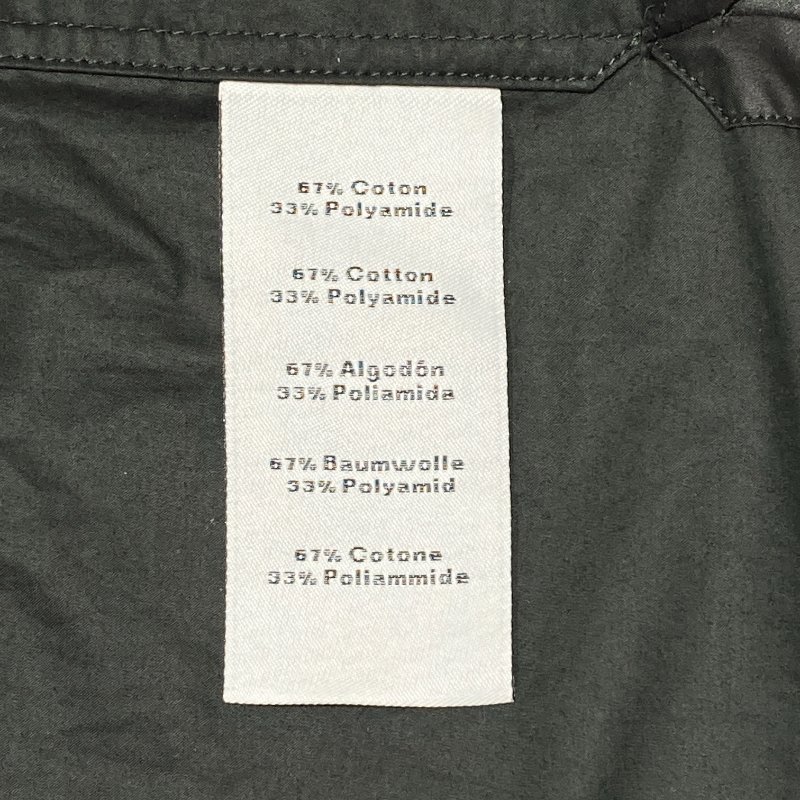 67% Coton
33% Polyamide
67% Cotton
33% Polyamide
67% Algodón
33% Poliamida
67% Baumwolle
33% Polyamid
67% Cotone
33% Poliammide